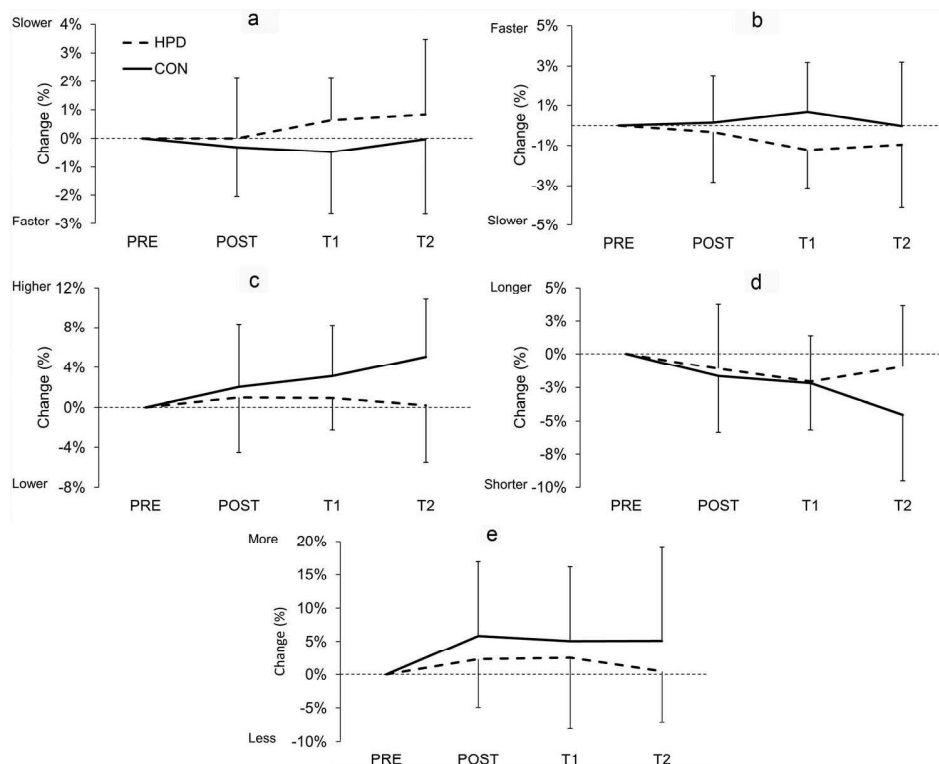 a
Slower
4%
3%
2%
1%
0%
-1%
-2%
-3%
Faster
Change (%)
HPD
CON
PRE POST T1 T2
b
Faster
5%
3%
1%
-1%
-3%
-5%
Slower
Change (%)
PRE POST T1 T2
c
Higher
12%
8%
4%
0%
-4%
-8%
Lower
Change (%)
PRE POST T1 T2
d
Longer
5%
3%
0%
-3%
-5%
-8%
-10%
Shorter
Change (%)
PRE POST T1 T2
e
More
20%
15%
10%
5%
0%
-5%
-10%
Less
Change (%)
PRE POST T1 T2